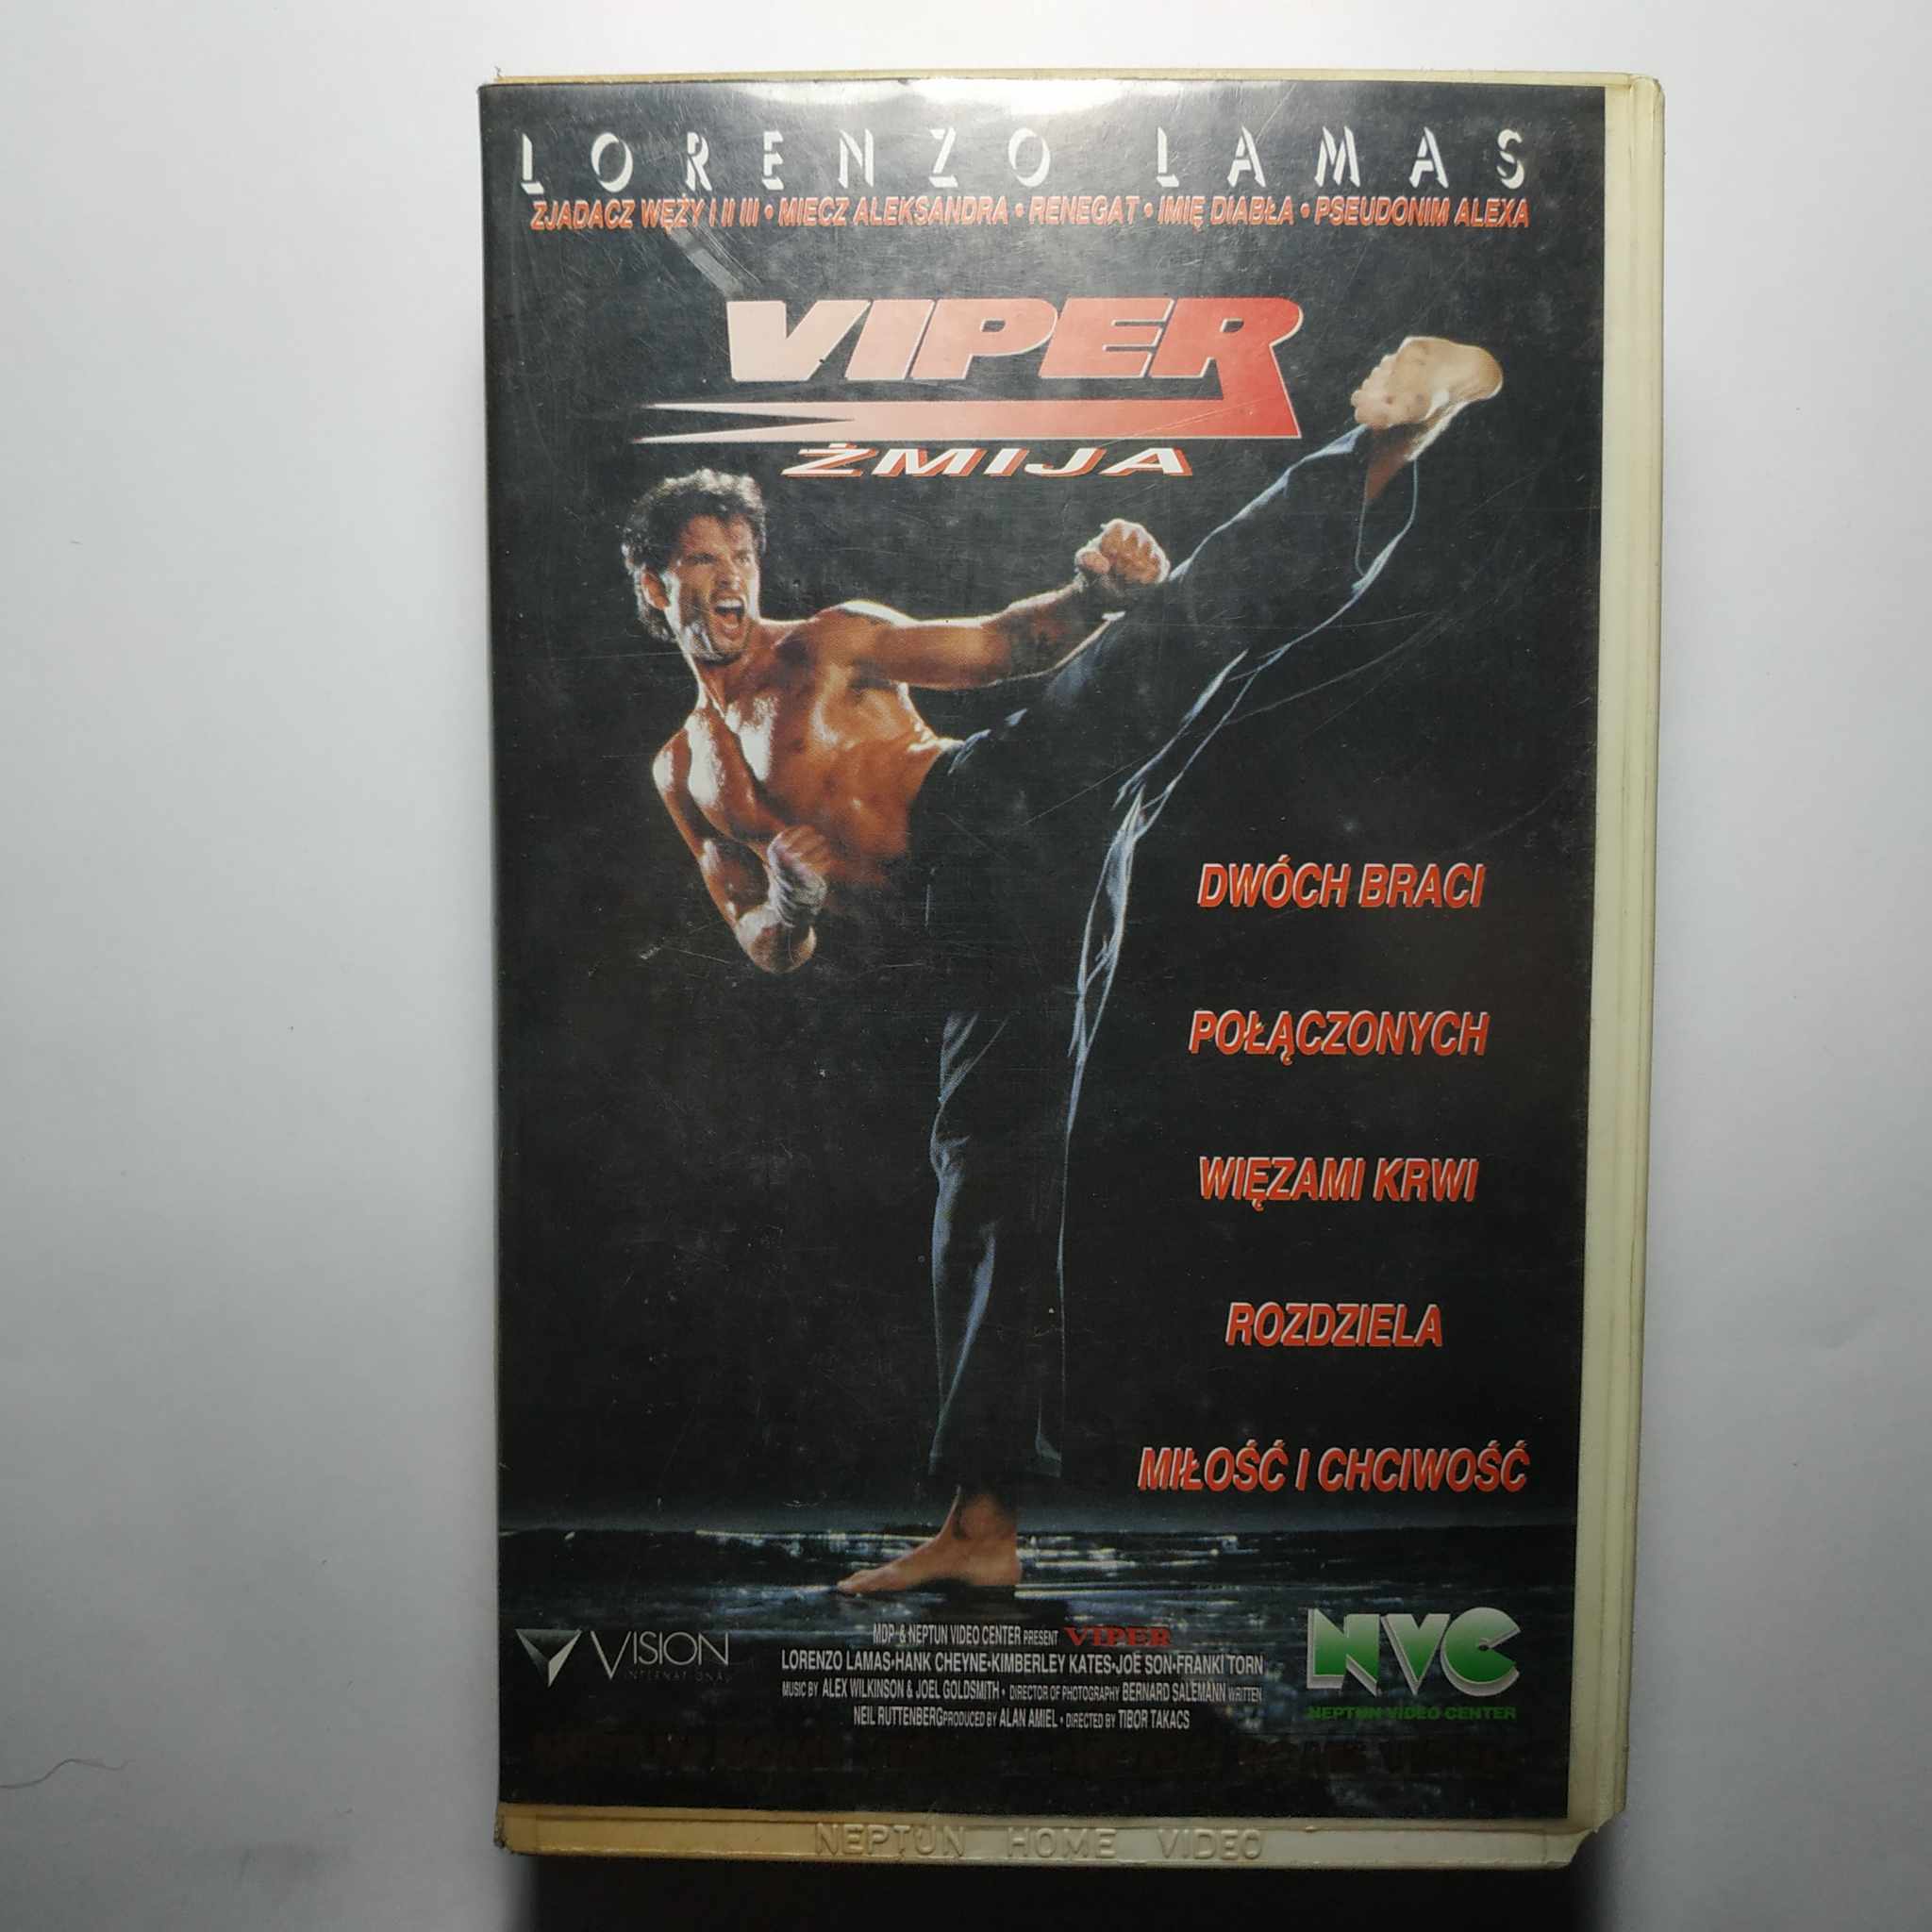 LORENZO LAMAS
ZJADACZ WĘŻY I II III • MIECZ ALEKSANDRA • RENEGAT • IMIĘ DIABŁA • PSEUDONIM ALEXA
VIPER
ŻMIJA
DWÓCH BRACI
POŁĄCZONYCH
WIĘZAMI KRWI
ROZDZIELA
MIŁOŚĆ I CHCIWOŚĆ
VISION
INTERNATIONAL
MDP & NEPTUN VIDEO CENTER PRESENT VIPER
LORENZO LAMAS•HANK CHEYNE•KIMBERLEY KATES•JOE SON•FRANKI TORN
MUSIC BY ALEX WILKINSON & JOEL GOLDSMITH • DIRECTOR OF PHOTOGRAPHY BERNARD SALEMANN WRITTEN
NEIL RUTTENBERG PRODUCED BY ALAN AMIEL • DIRECTED BY TIBOR TAKACS
NVC
NEPTUN VIDEO CENTER
NEPTUN HOME VIDEO